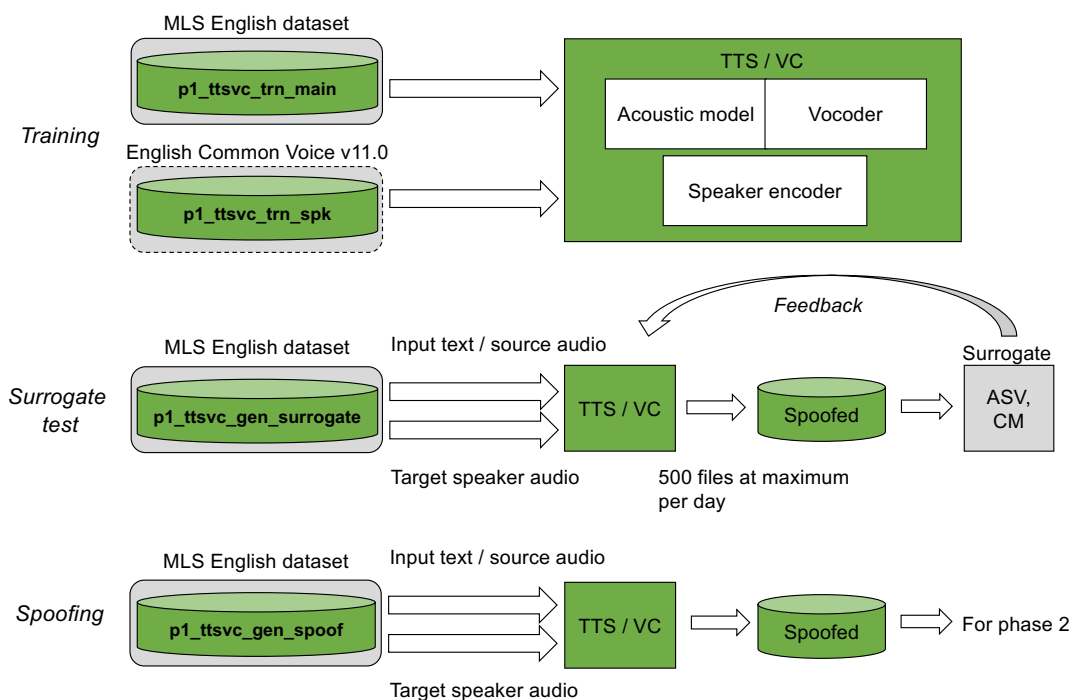 MLS English dataset
p1_ttsvc_trn_main
Training
English Common Voice v11.0
p1_ttsvc_trn_spk
TTS / VC
Acoustic model
Vocoder
Speaker encoder
Feedback
MLS English dataset
Input text / source audio
Surrogate
Surrogate
test
p1_ttsvc_gen_surrogate
TTS / VC
Spoofed
ASV,
CM
Target speaker audio
500 files at maximum
per day
MLS English dataset
Input text / source audio
Spoofing
p1_ttsvc_gen_spoof
TTS / VC
Spoofed
For phase 2
Target speaker audio